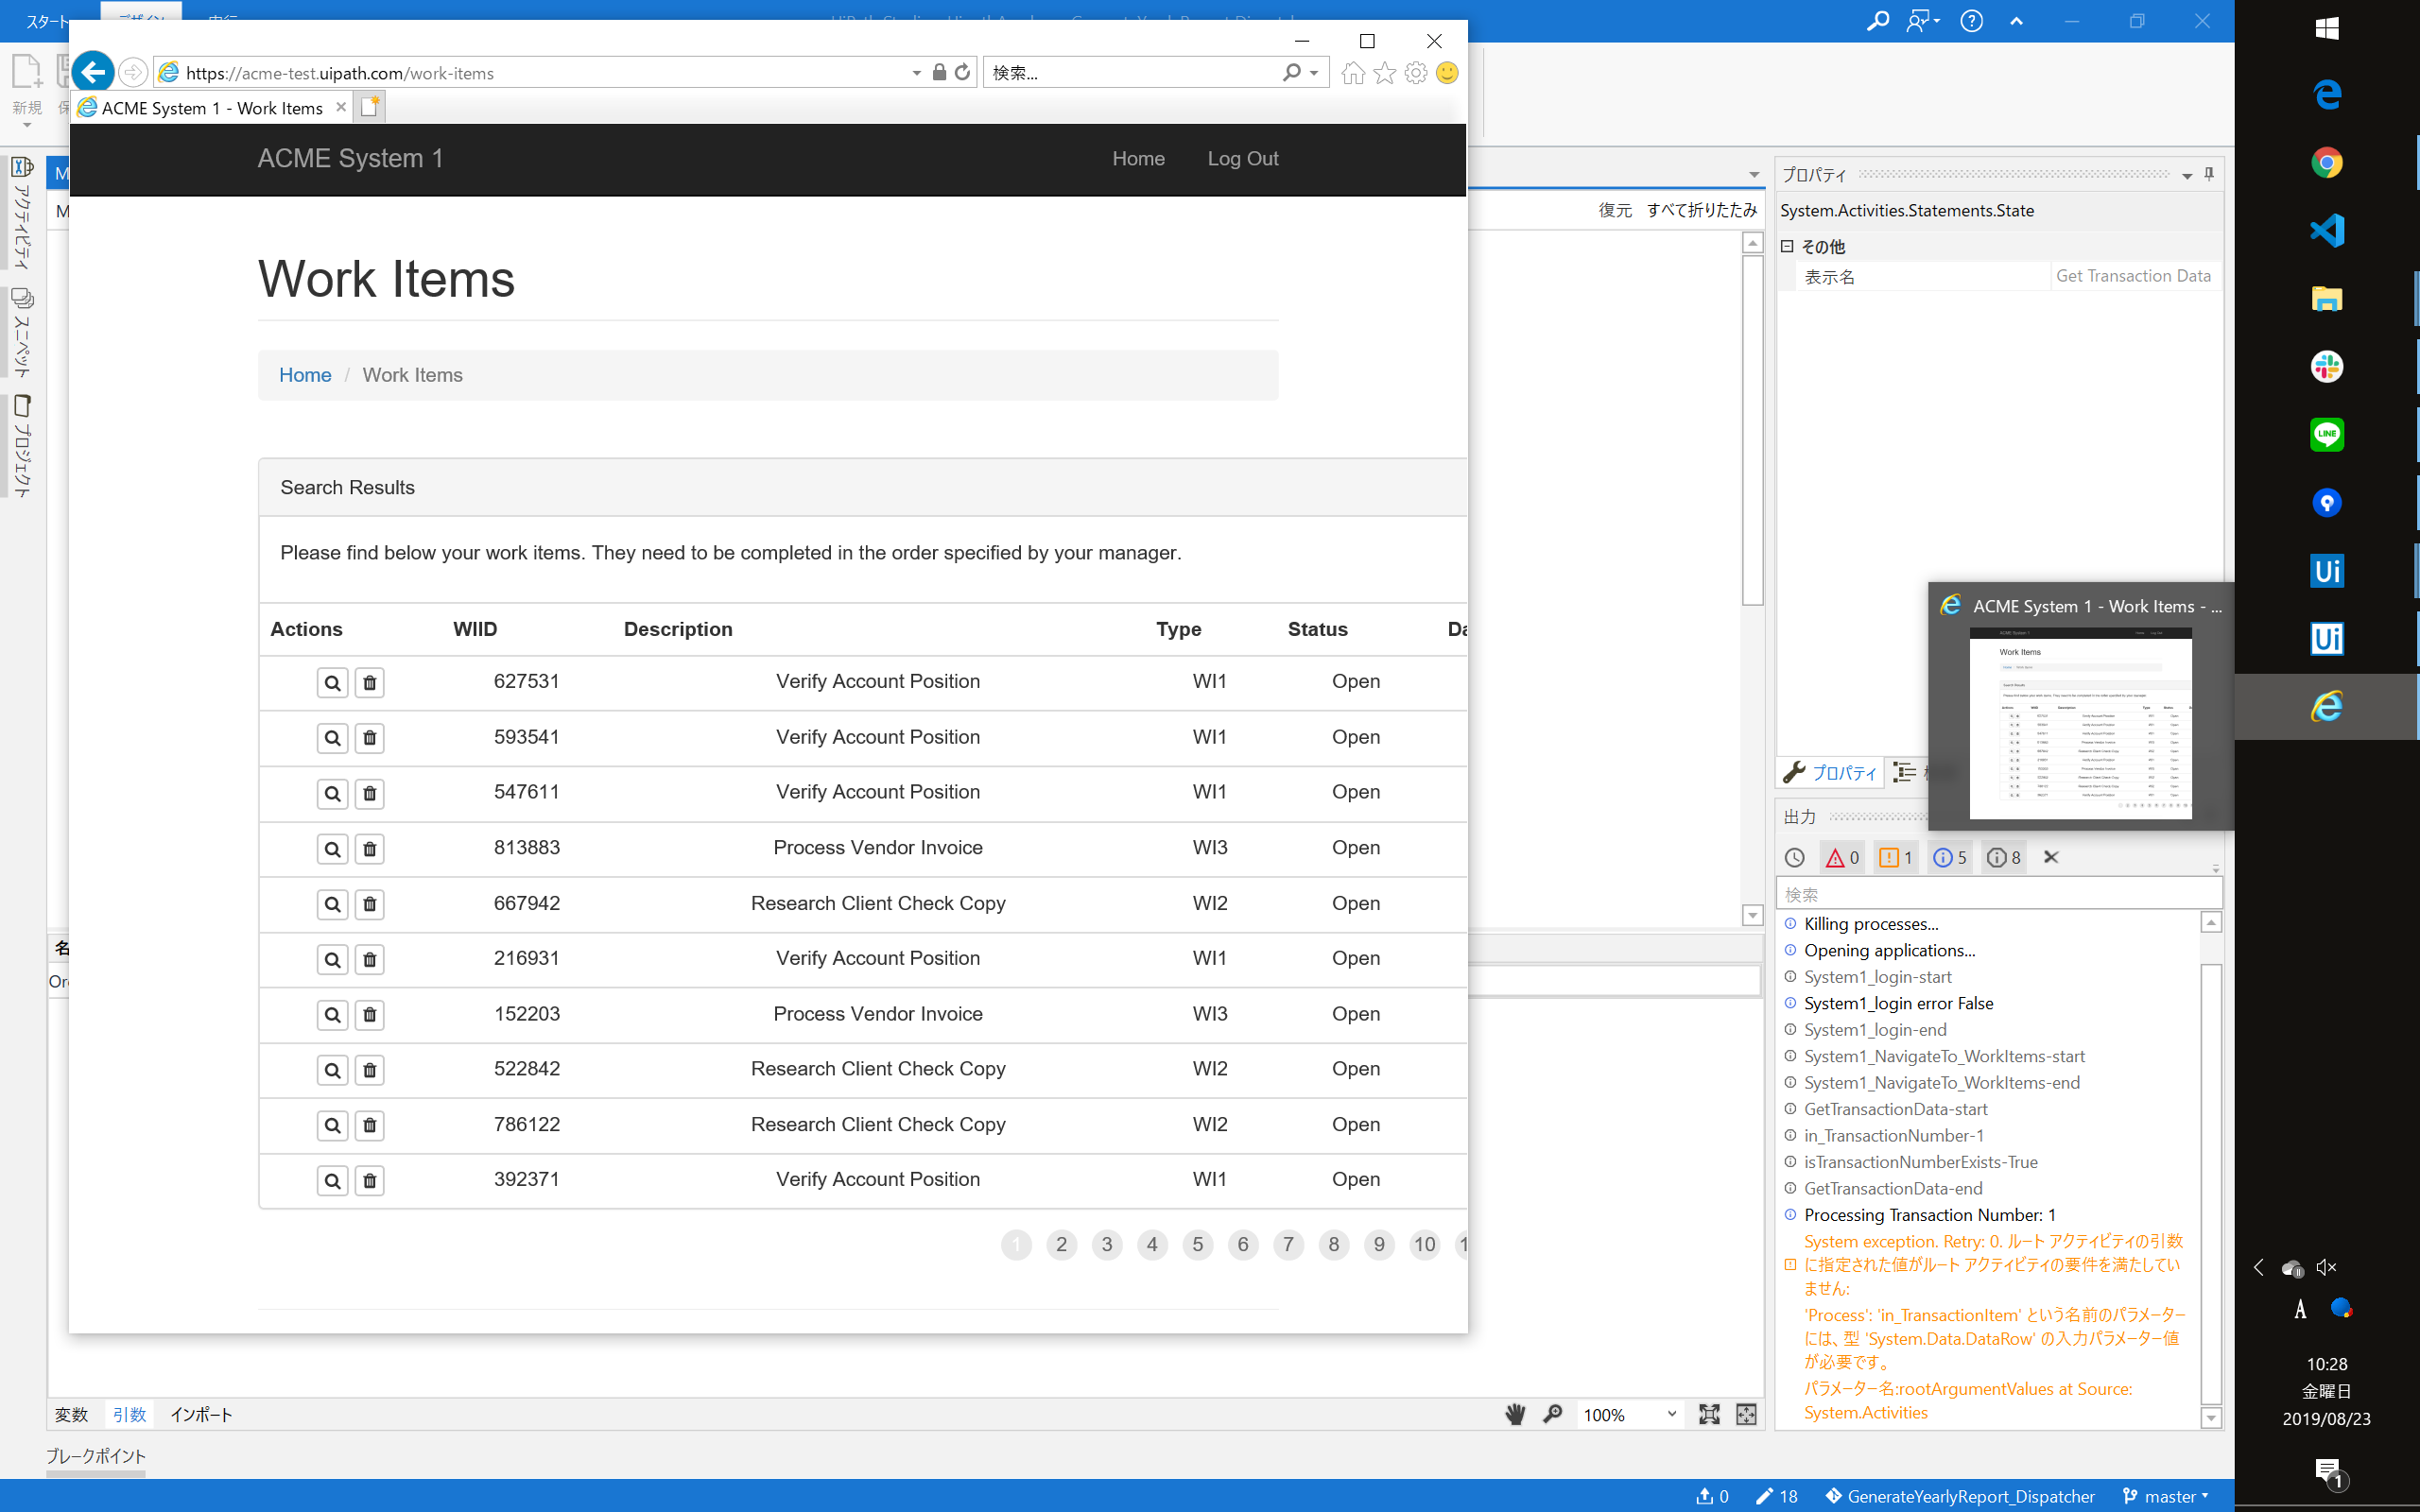 スタート
新規
https://acme-test.uipath.com/work-items
検索...
ACME System 1 - Work Items
ACME System 1
Home
Log Out
Work Items
Home / Work Items
Search Results
Please find below your work items. They need to be completed in the order specified by your manager.
Actions WIID Description Type Status
627531 Verify Account Position WI1 Open
593541 Verify Account Position WI1 Open
547611 Verify Account Position WI1 Open
813883 Process Vendor Invoice WI3 Open
667942 Research Client Check Copy WI2 Open
216931 Verify Account Position WI1 Open
152203 Process Vendor Invoice WI3 Open
522842 Research Client Check Copy WI2 Open
786122 Research Client Check Copy WI2 Open
392371 Verify Account Position WI1 Open
1 2 3 4 5 6 7 8 9 10
アクティビティ
スニペット
プロジェクト
復元 すべて折りたたみ
変数 引数 インポート
100%
ブレークポイント
プロパティ
System.Activities.Statements.State
その他
表示名 Get Transaction Data
プロパティ
ACME System 1 - Work Items - ...
出力
0 1 5 8
検索
Killing processes...
Opening applications...
System1_login-start
System1_login error False
System1_login-end
System1_NavigateTo_WorkItems-start
System1_NavigateTo_WorkItems-end
GetTransactionData-start
in_TransactionNumber-1
isTransactionNumberExists-True
GetTransactionData-end
Processing Transaction Number: 1
System exception. Retry: 0. ルート アクティビティの引数
に指定された値がルート アクティビティの要件を満たしてい
ません:
'Process': 'in_TransactionItem' という名前のパラメーター
には、型 'System.Data.DataRow' の入力パラメーター値
が必要です。
パラメーター名:rootArgumentValues at Source:
System.Activities
0 18 GenerateYearlyReport_Dispatcher master
LINE
Ui
Ui
A
10:28
金曜日
2019/08/23
1